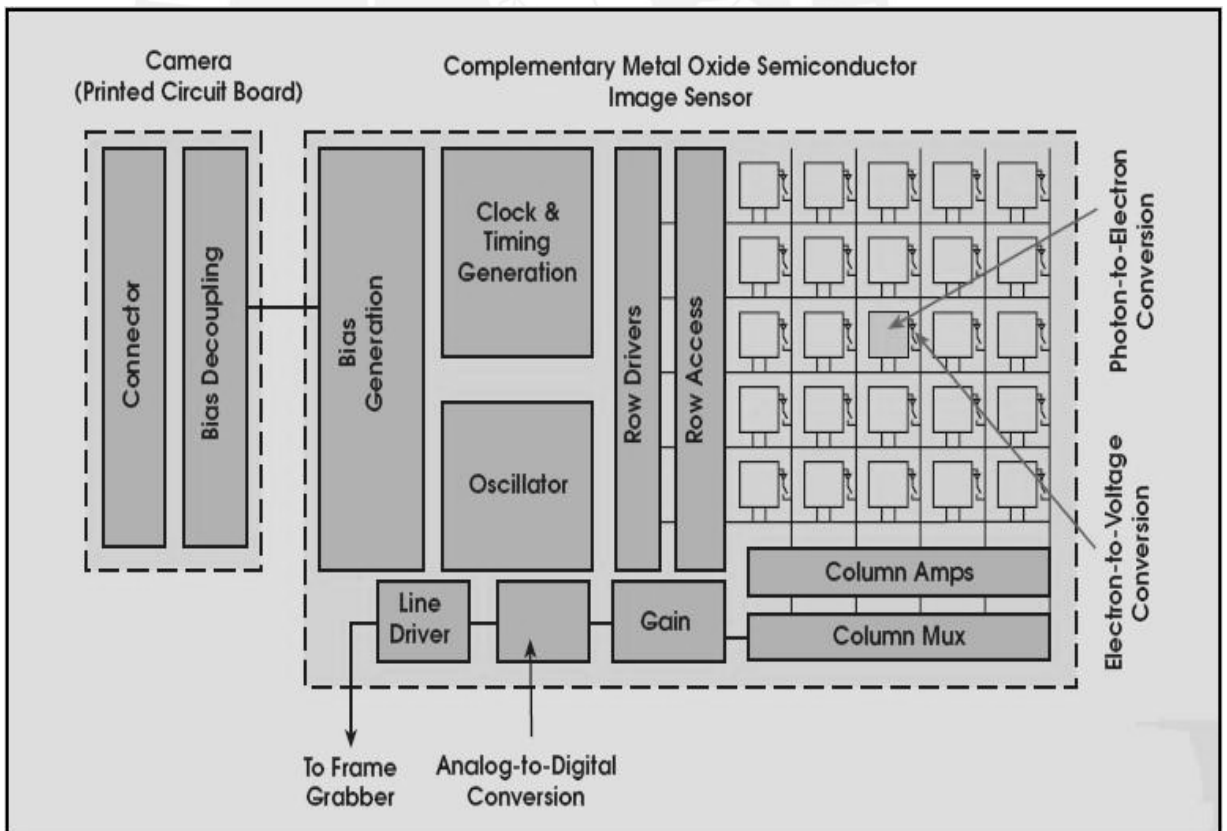 Camera
(Printed Circuit Board)
Complementary Metal Oxide Semiconductor
Image Sensor
Connector
Bias Decoupling
Bias
Generation
Clock &
Timing
Generation
Oscillator
Row Drivers
Row Access
Photon-to-Electron
Conversion
Electron-to-Voltage
Conversion
Column Amps
Column Mux
Line
Driver
Gain
To Frame
Grabber
Analog-to-Digital
Conversion